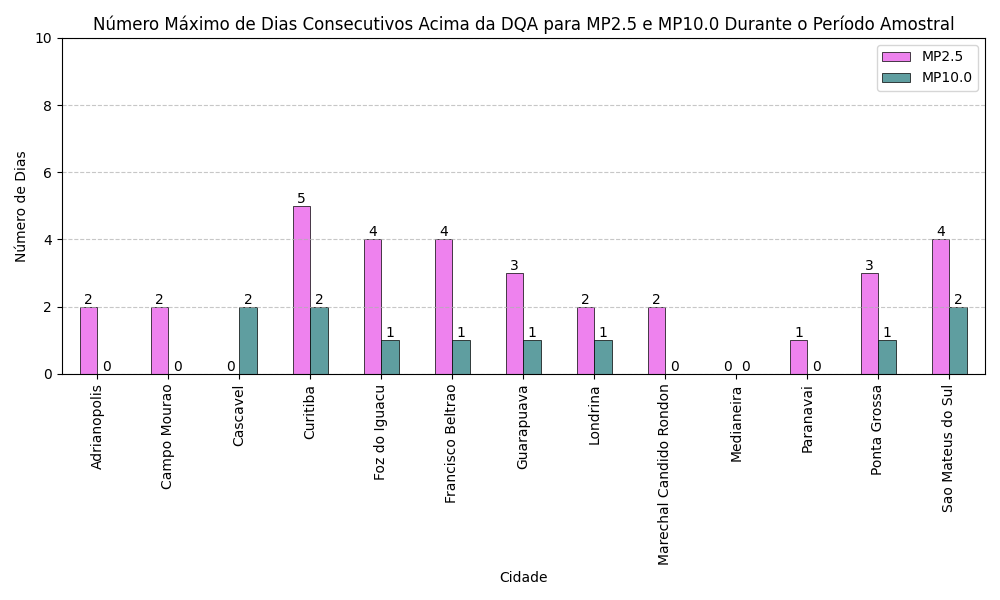 Número Máximo de Dias Consecutivos Acima da DQA para MP2.5 e MP10.0 Durante o Período Amostral
MP2.5
MP10.0
Número de Dias
10
8
6
4
2
0
2 0
2 0
0 2
5 2
4 1
4 1
3 1
2 1
2 0
0 0
1 0
3 1
4 2
Adrianopolis
Campo Mourao
Cascavel
Curitiba
Foz do Iguacu
Francisco Beltrao
Guarapuava
Londrina
Marechal Candido Rondon
Medianeira
Paranavai
Ponta Grossa
Sao Mateus do Sul
Cidade